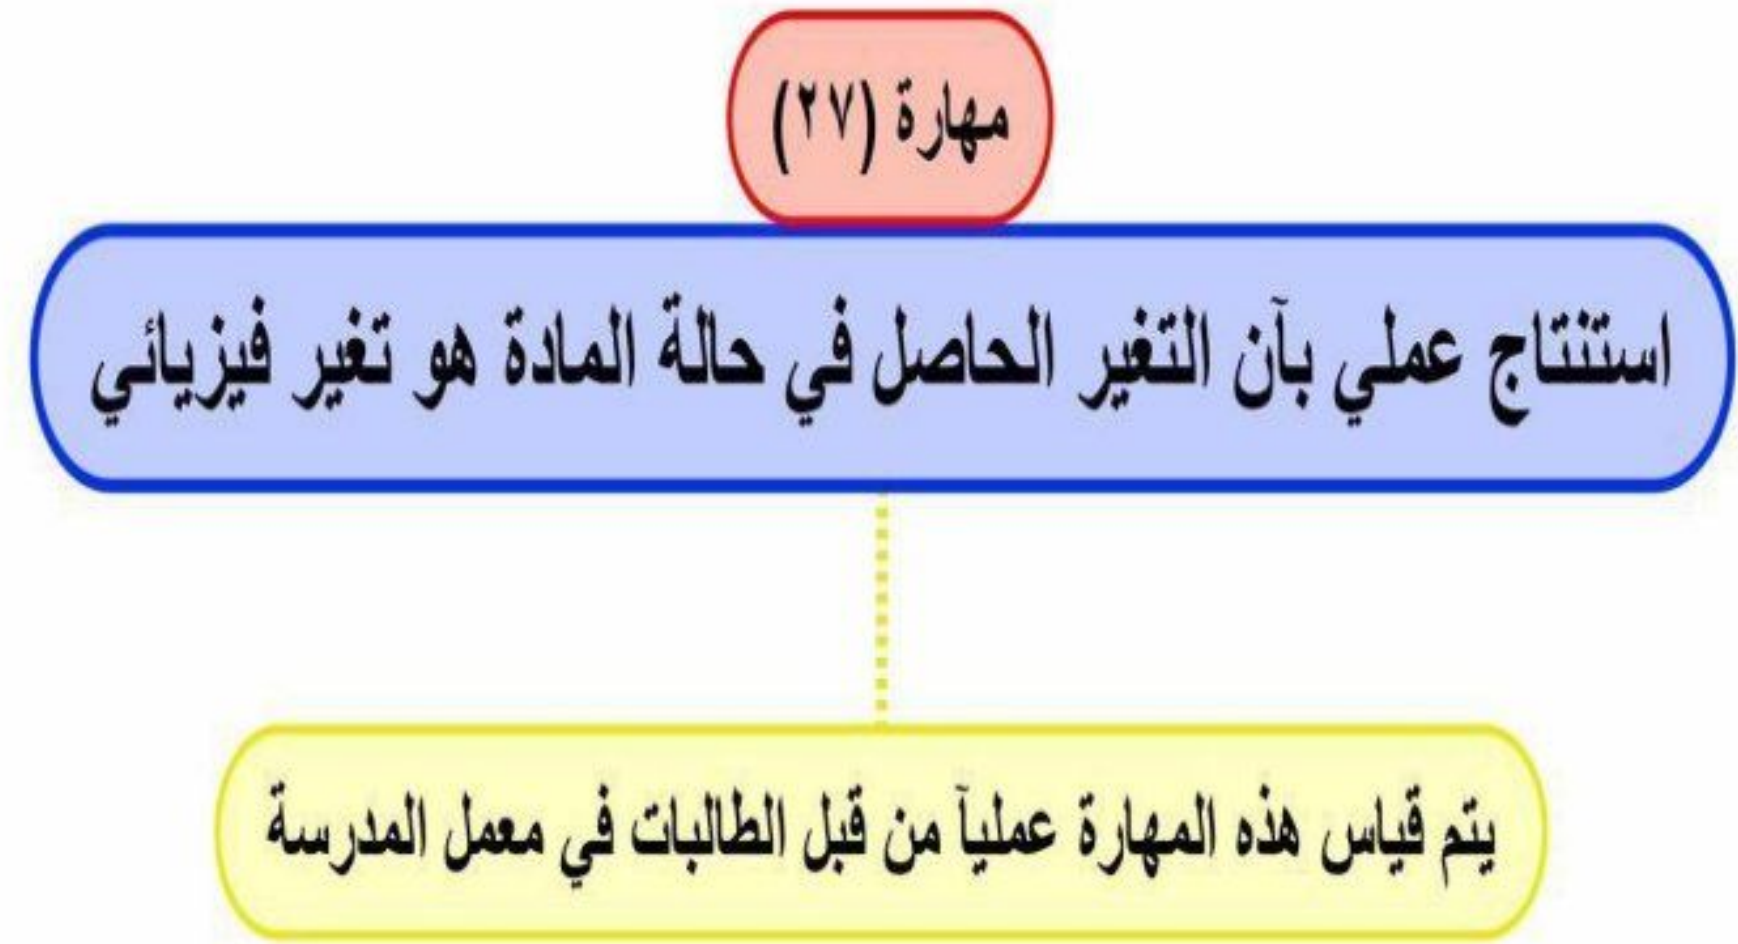 مهارة (٢٧)
استنتاج عملي بآن التغير الحاصل في حالة المادة هو تغير فيزيائي
يتم قياس هذه المهارة عمليآ من قبل الطالبات في معمل المدرسة